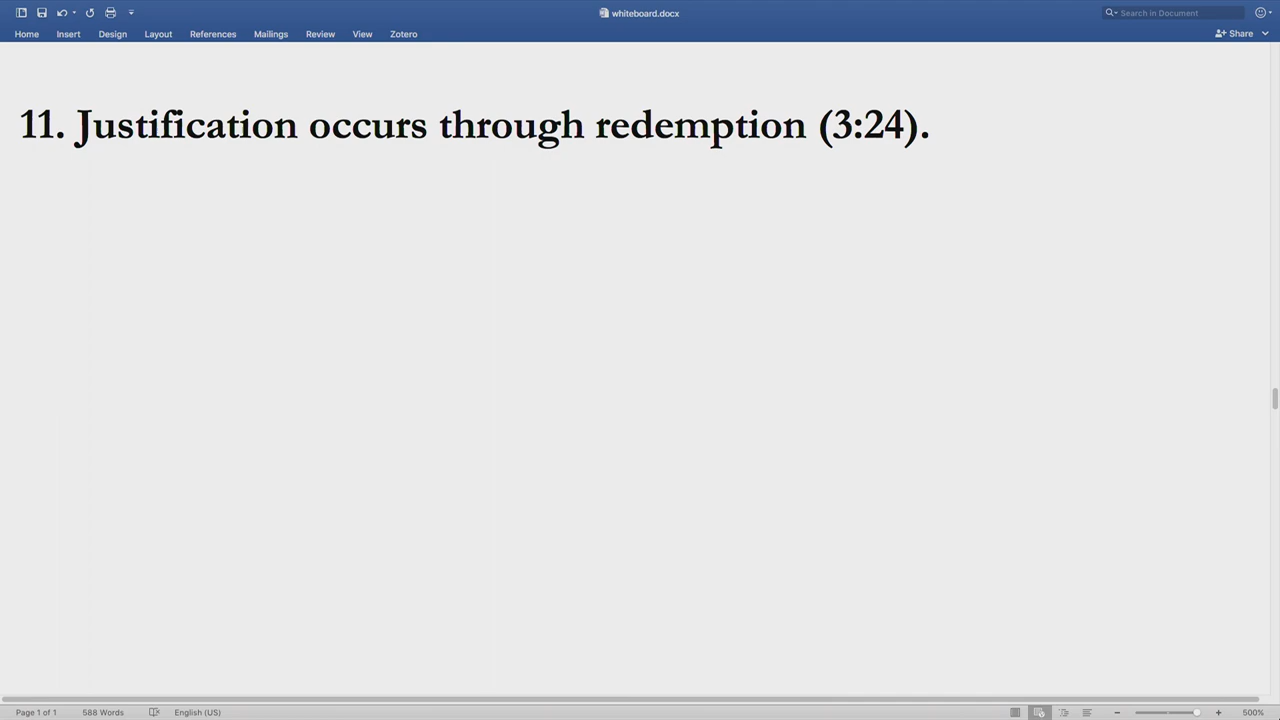 whiteboard.docx
Search in Document
Home Insert Design Layout References Mailings Review View Zotero
Share
11. Justification occurs through redemption (3:24).
Page 1 of 1 588 Words English (US) 500%